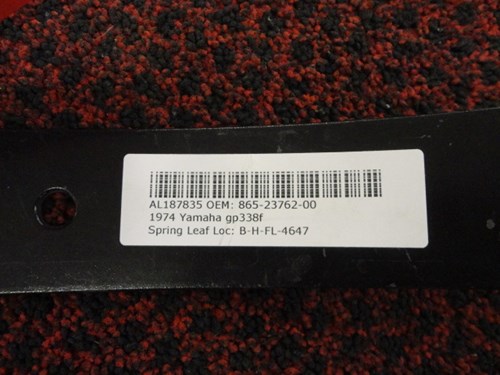 AL187835 OEM: 865-23762-00
1974 Yamaha gp338f
Spring Leaf Loc: B-H-FL-4647